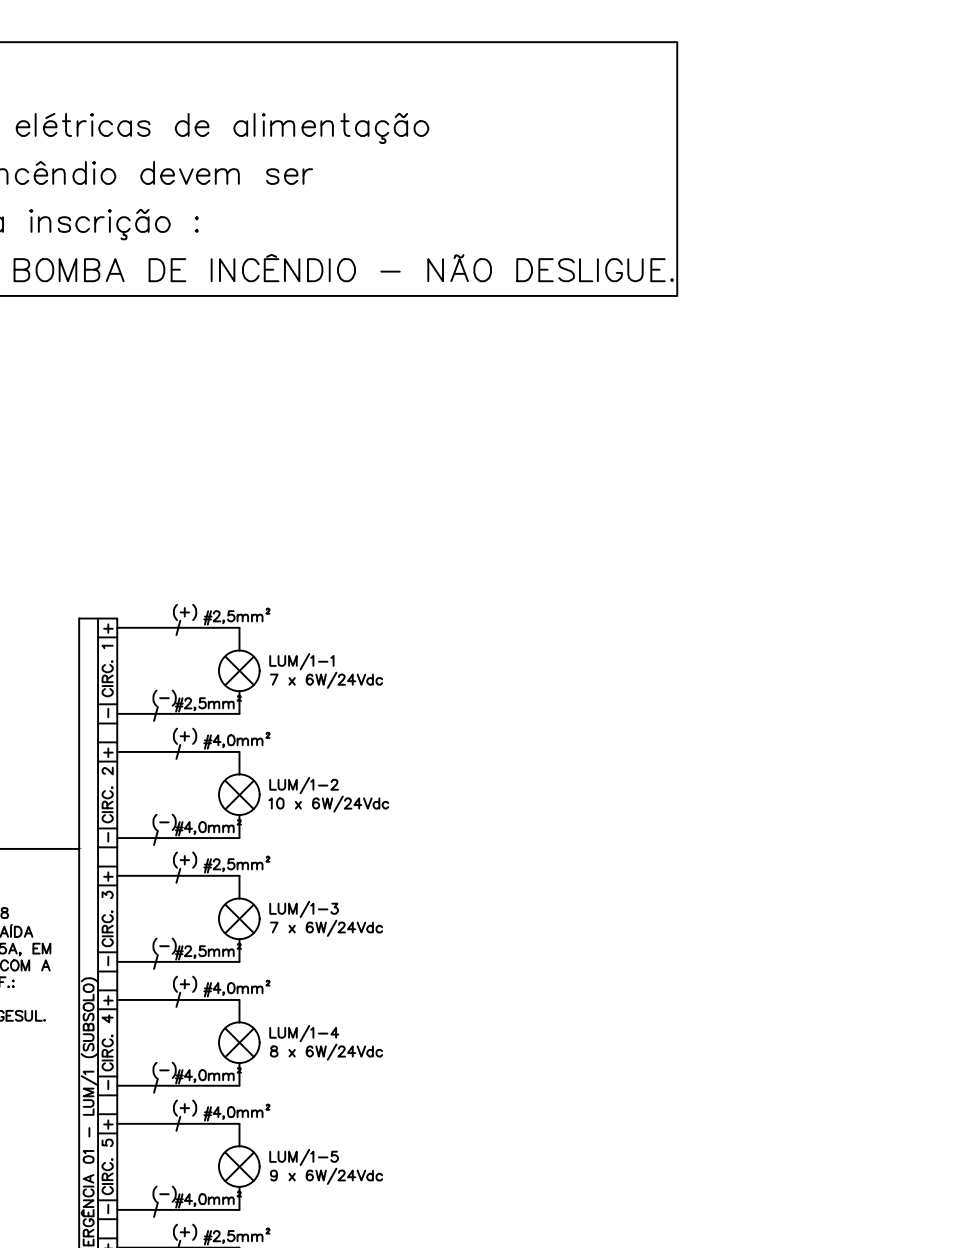 elétricas de alimentação
ncêndio devem ser
a inscrição :
BOMBA DE INCÊNDIO – NÃO DESLIGUE.
(+) #2,5mm²
+
CIRC. 1
–
LUM/1–1
7 x 6W/24Vdc
(–)#2,5mm²
(+) #4,0mm²
+
CIRC. 2
–
LUM/1–2
10 x 6W/24Vdc
(–)#4,0mm²
(+) #2,5mm²
+
CIRC. 3
–
LUM/1–3
7 x 6W/24Vdc
(–)#2,5mm²
8
AÍDA
5A, EM
COM A
F.:
GESUL.
(+) #4,0mm²
+
CIRC. 4
–
LUM/1–4
8 x 6W/24Vdc
(–)#4,0mm²
(+) #4,0mm²
+
CIRC. 5
–
LUM/1–5
9 x 6W/24Vdc
(–)#4,0mm²
(+) #2,5mm²
+
ERGÊNCIA 01 – LUM/1 (SUBSOLO)